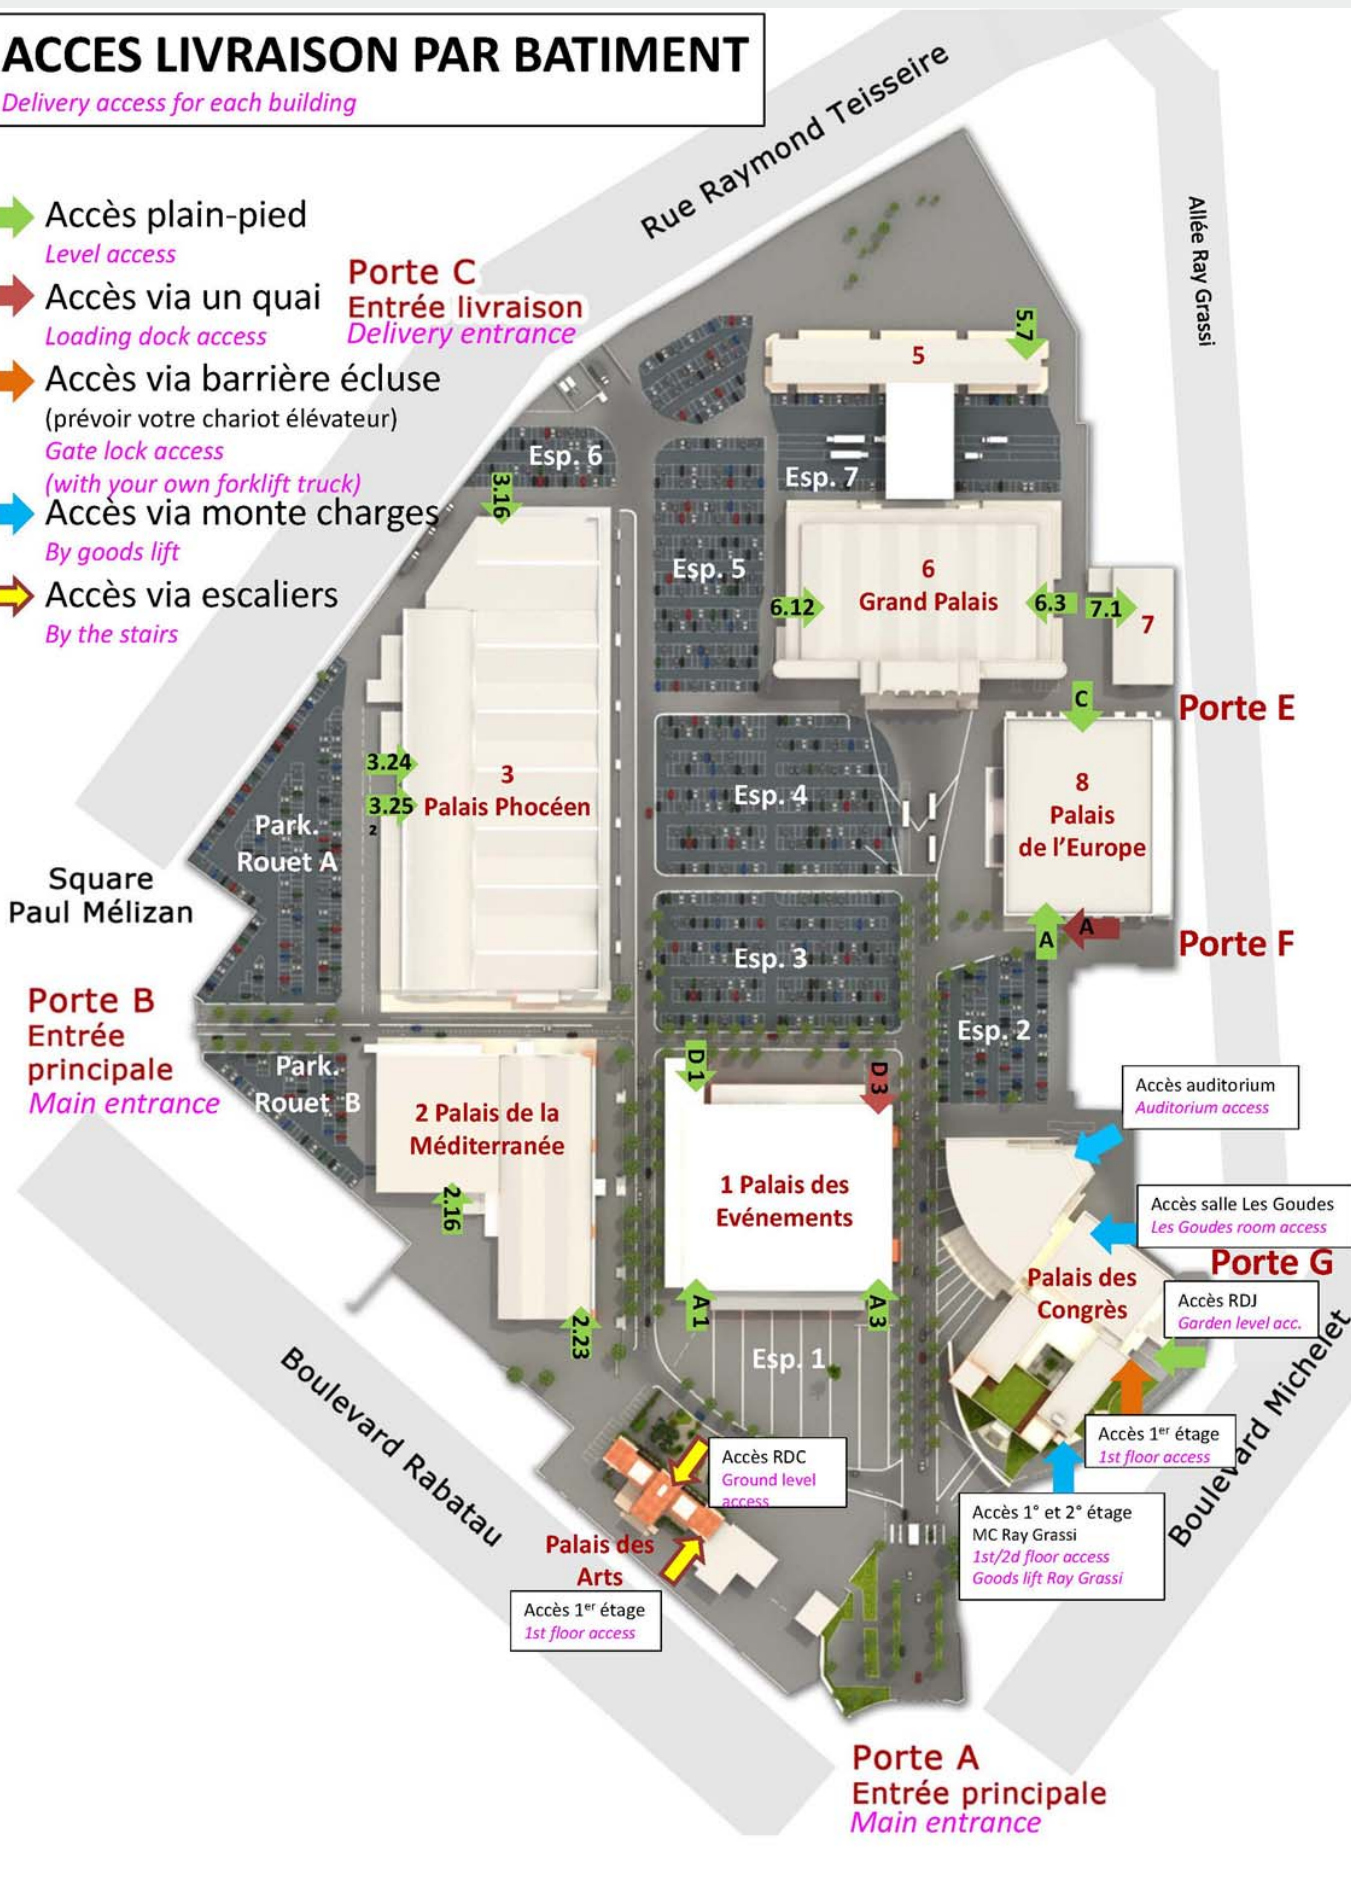 ACCES LIVRAISON PAR BATIMENT
Delivery access for each building
Rue Raymond Teisseire
Allée Ray Grassi
Accès plain-pied
Level access
Accès via un quai
Loading dock access
Accès via barrière écluse
(prévoir votre chariot élévateur)
Gate lock access
(with your own forklift truck)
Accès via monte charges
By goods lift
Accès via escaliers
By the stairs
Porte C
Entrée livraison
Delivery entrance
5.7
5
Esp. 6
3.16
Esp. 7
Esp. 5
6
Grand Palais
6.12
6.3
7.1
7
C
Porte E
3.24
3.25
2
3
Palais Phocéen
Esp. 4
8
Palais
de l'Europe
Park.
Rouet A
Square
Paul Mélizan
A
A
Porte F
Esp. 3
Porte B
Entrée
principale
Main entrance
Esp. 2
Park.
Rouet B
D 1
D 3
2 Palais de la
Méditerranée
2.16
2.23
1 Palais des
Evénements
A 1
A 3
Accès auditorium
Auditorium access
Accès salle Les Goudes
Les Goudes room access
Porte G
Palais des
Congrès
Accès RDJ
Garden level acc.
Esp. 1
Boulevard Michelet
Boulevard Rabatau
Accès 1er étage
1st floor access
Accès RDC
Ground level
access
Accès 1° et 2° étage
MC Ray Grassi
1st/2d floor access
Goods lift Ray Grassi
Palais des
Arts
Accès 1er étage
1st floor access
Porte A
Entrée principale
Main entrance